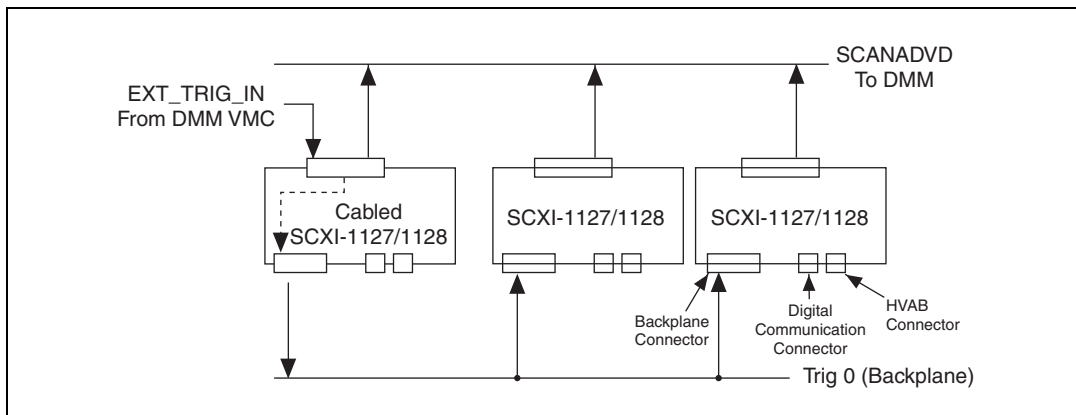 SCANADVD
To DMM
EXT_TRIG_IN
From DMM VMC
Cabled
SCXI-1127/1128
SCXI-1127/1128
SCXI-1127/1128
Backplane
Connector
Digital
Communication
Connector
HVAB
Connector
Trig 0 (Backplane)